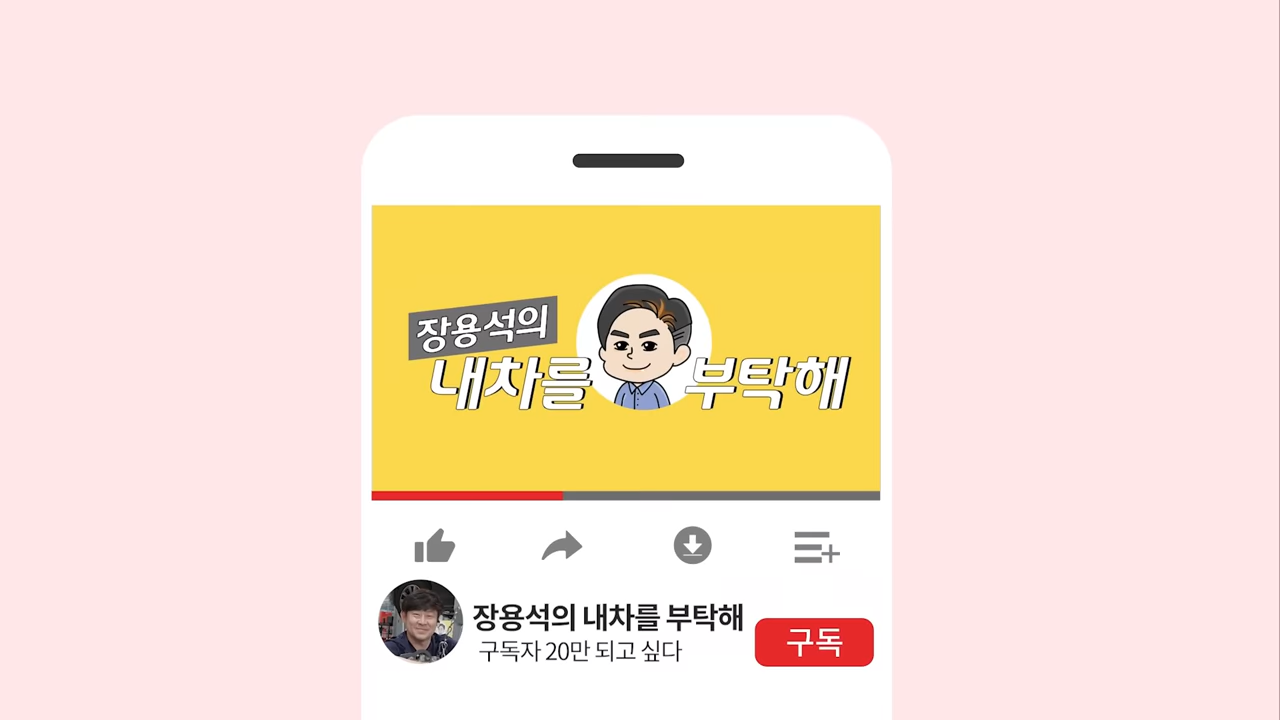 장용석의
내차를 부탁해
장용석의 내차를 부탁해
구독자 20만 되고 싶다
구독